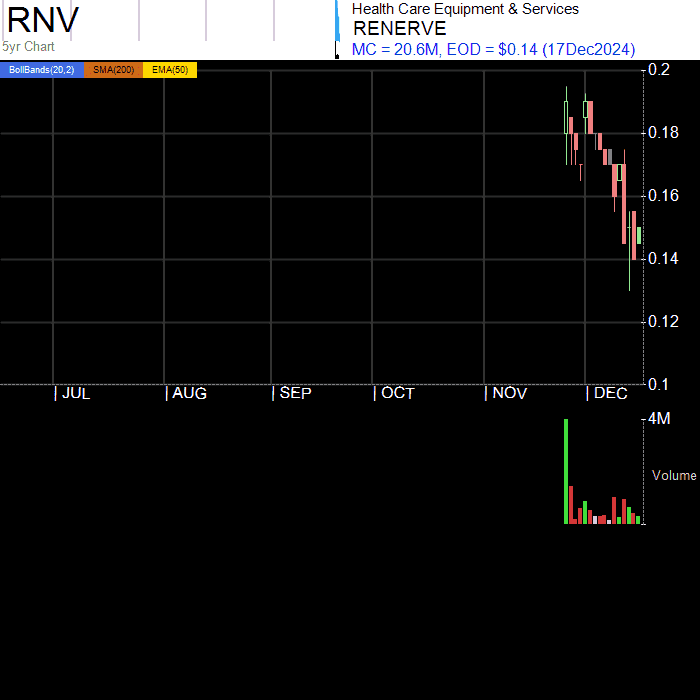 RNV
5yr Chart
Health Care Equipment & Services
RENERVE
MC = 20.6M, EOD = $0.14 (17Dec2024)
BollBands(20,2) SMA(200) EMA(50)
0.2
0.18
0.16
0.14
0.12
0.1
| JUL | AUG | SEP | OCT | NOV | DEC
4M
Volume